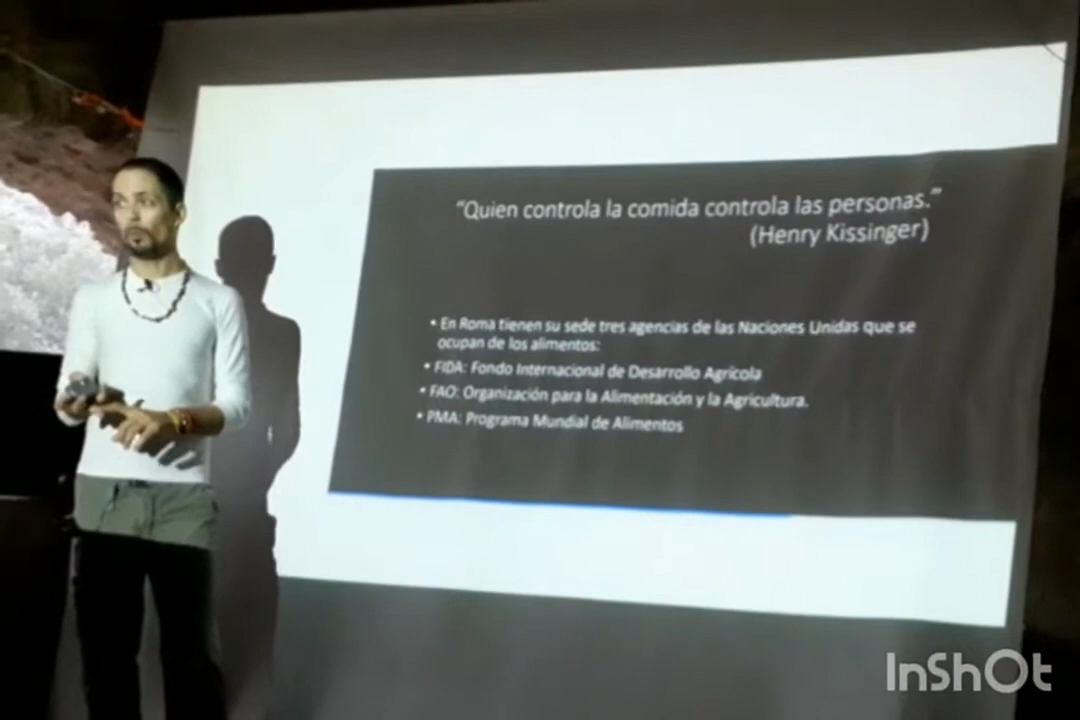 “Quien controla la comida controla las personas.”
(Henry Kissinger)
• En Roma tienen su sede tres agencias de las Naciones Unidas que se
ocupan de los alimentos:
• FIDA: Fondo Internacional de Desarrollo Agrícola
• FAO: Organización para la Alimentación y la Agricultura.
• PMA: Programa Mundial de Alimentos
InShOt